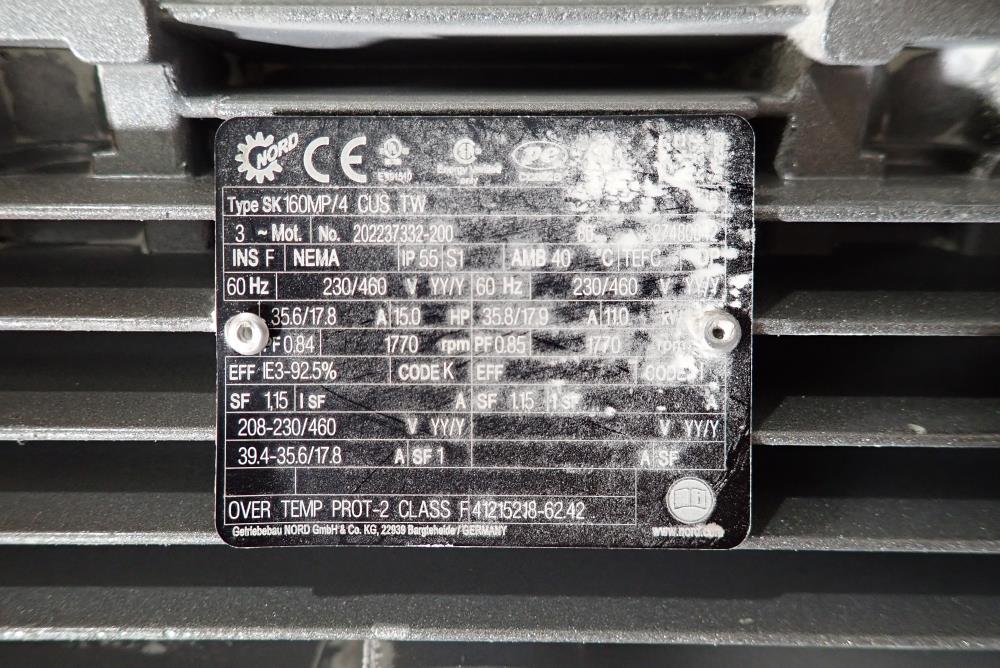 NORD CE
Type SK160MP/4 CUS TW
3 ~ Mot. No. 202237332-200
INS F NEMA IP 55 S1 AMB 40 °C TEFC
60 Hz 230/460 V YY/Y 60 Hz 230/460 V YY/Y
35.6/17.8 A 15.0 HP 35.8/17.9 A 11.0
PF 0.84 1770 rpm PF 0.85 1770 rpm
EFF IE3-92.5% CODE K EFF CODE
SF 1,15 I SF A SF 1,15 I SF
208-230/460 V YY/Y V YY/Y
39.4-35.6/17.8 A SF 1 A SF
OVER TEMP PROT-2 CLASS F 41215218-62.42
Getriebebau NORD GmbH & Co. KG, 22939 Bargteheide / GERMANY www.nord.com